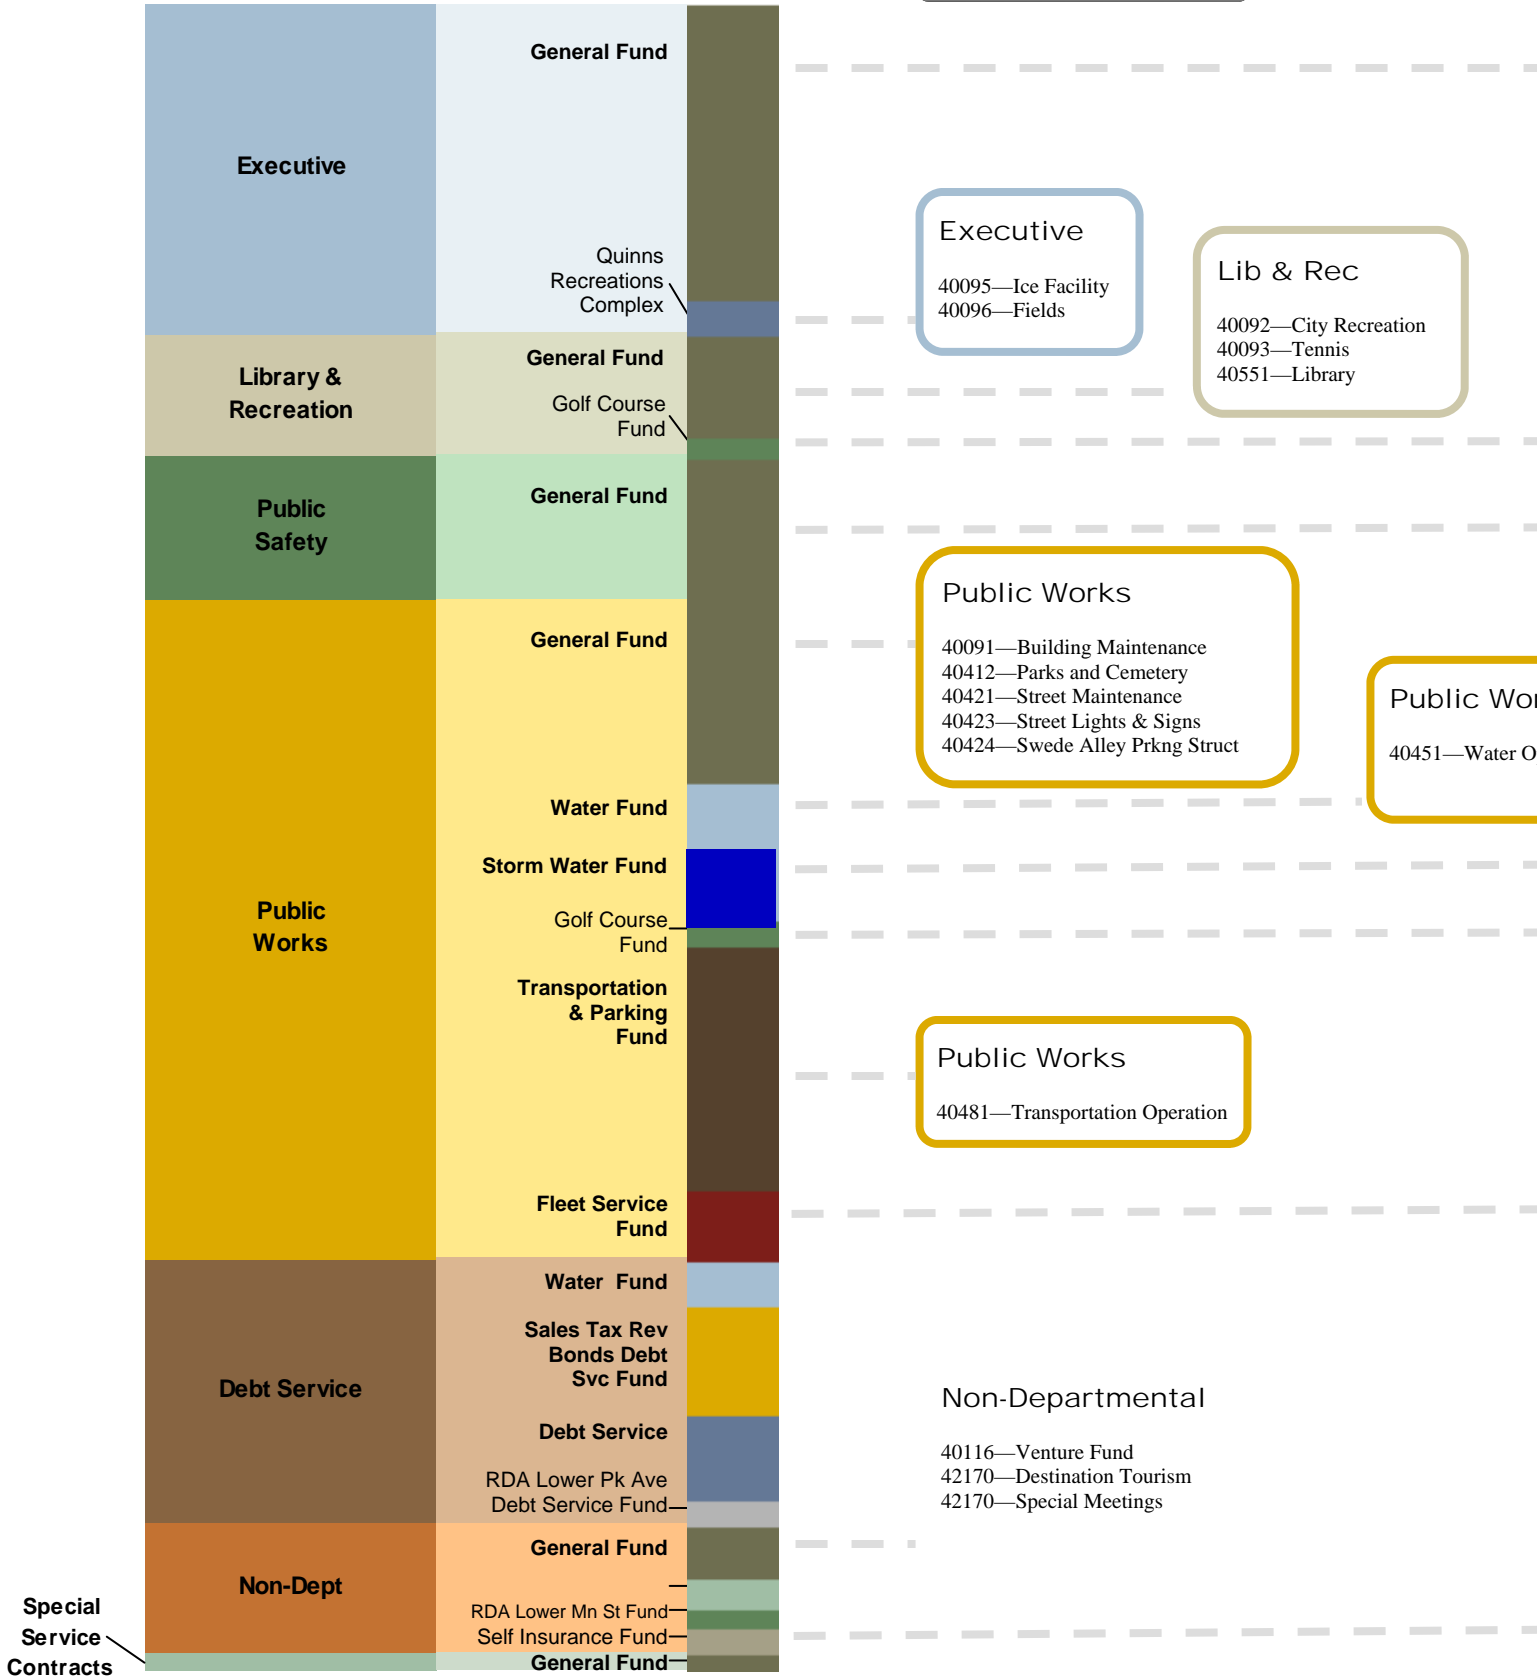 General Fund
Executive
Quinns
Recreations
Complex
Executive
40095—Ice Facility
40096—Fields
Lib & Rec
40092—City Recreation
40093—Tennis
40551—Library
Library &
Recreation
General Fund
Golf Course
Fund
Public
Safety
General Fund
Public Works
40091—Building Maintenance
40412—Parks and Cemetery
40421—Street Maintenance
40423—Street Lights & Signs
40424—Swede Alley Prkng Struct
Public Wor
40451—Water O
Public
Works
General Fund
Water Fund
Storm Water Fund
Golf Course
Fund
Transportation
& Parking
Fund
Public Works
40481—Transportation Operation
Fleet Service
Fund
Debt Service
Water Fund
Sales Tax Rev
Bonds Debt
Svc Fund
Debt Service
RDA Lower Pk Ave
Debt Service Fund
Non-Departmental
40116—Venture Fund
42170—Destination Tourism
42170—Special Meetings
Non-Dept
General Fund
RDA Lower Mn St Fund
Self Insurance Fund
Special
Service
Contracts
General Fund